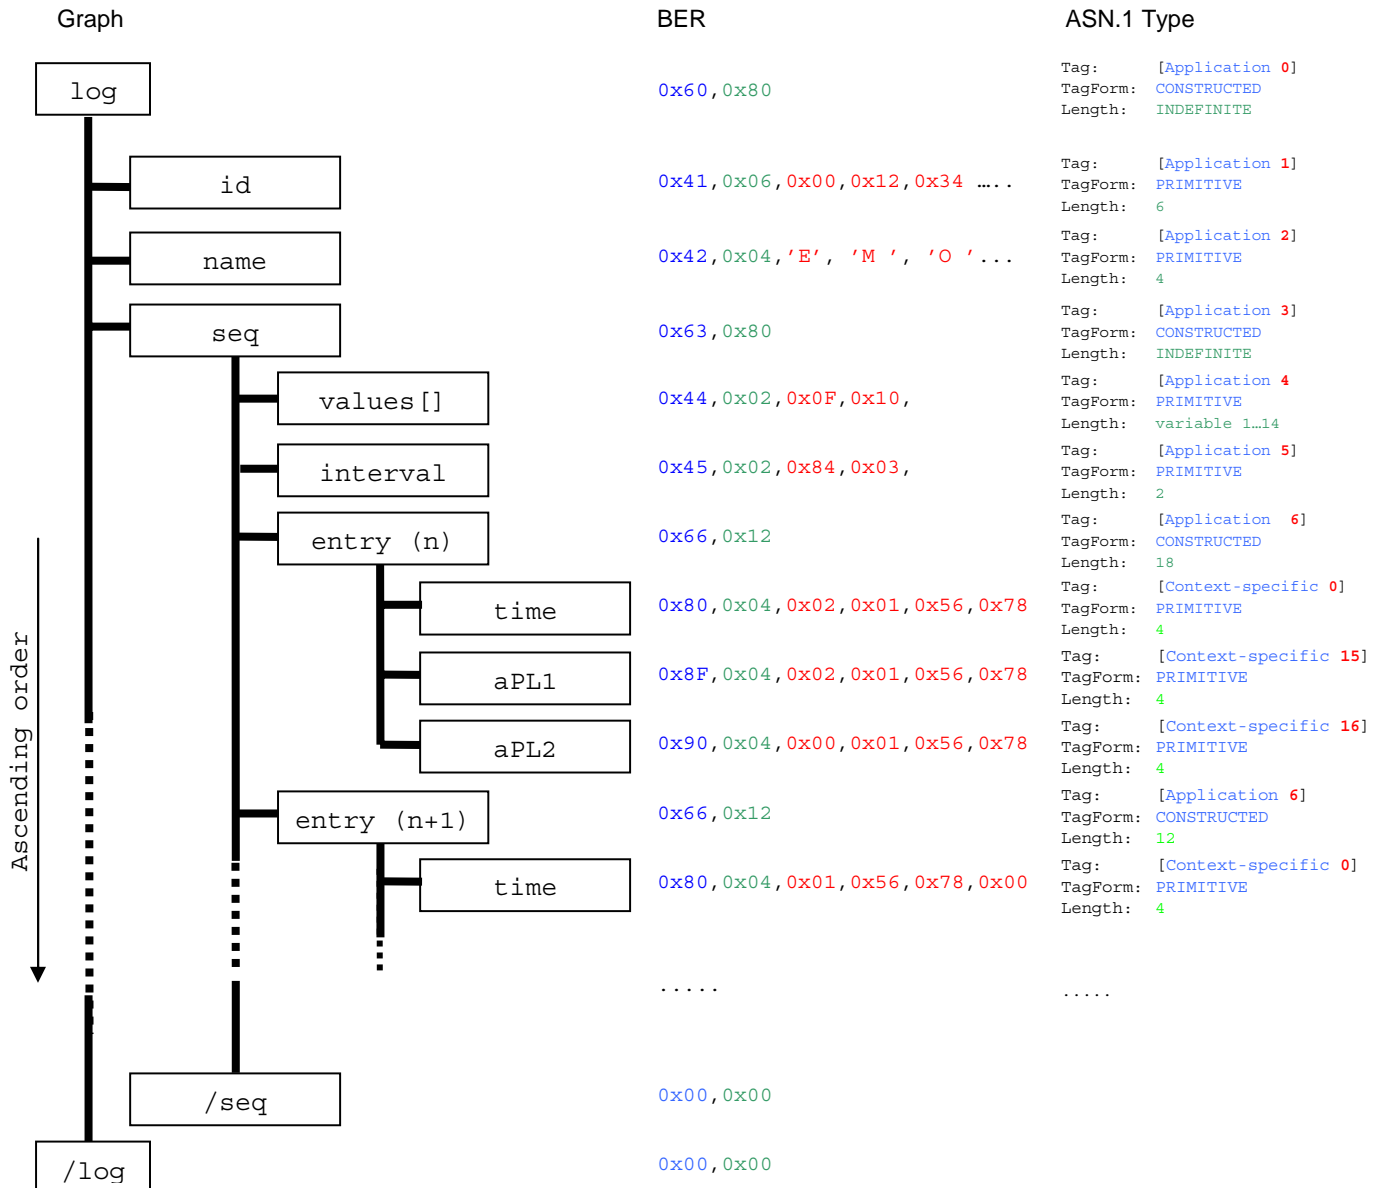 Graph BER ASN.1 Type
log
0x60,0x80
Tag: [Application 0]
TagForm: CONSTRUCTED
Length: INDEFINITE
id
0x41,0x06,0x00,0x12,0x34 …..
Tag: [Application 1]
TagForm: PRIMITIVE
Length: 6
name
0x42,0x04,'E', 'M ', 'O '...
Tag: [Application 2]
TagForm: PRIMITIVE
Length: 4
seq
0x63,0x80
Tag: [Application 3]
TagForm: CONSTRUCTED
Length: INDEFINITE
values[]
0x44,0x02,0x0F,0x10,
Tag: [Application 4
TagForm: PRIMITIVE
Length: variable 1…14
interval
0x45,0x02,0x84,0x03,
Tag: [Application 5]
TagForm: PRIMITIVE
Length: 2
entry (n)
0x66,0x12
Tag: [Application 6]
TagForm: CONSTRUCTED
Length: 18
time
0x80,0x04,0x02,0x01,0x56,0x78
Tag: [Context-specific 0]
TagForm: PRIMITIVE
Length: 4
aPL1
0x8F,0x04,0x02,0x01,0x56,0x78
Tag: [Context-specific 15]
TagForm: PRIMITIVE
Length: 4
aPL2
0x90,0x04,0x00,0x01,0x56,0x78
Tag: [Context-specific 16]
TagForm: PRIMITIVE
Length: 4
entry (n+1)
0x66,0x12
Tag: [Application 6]
TagForm: CONSTRUCTED
Length: 12
time
0x80,0x04,0x01,0x56,0x78,0x00
Tag: [Context-specific 0]
TagForm: PRIMITIVE
Length: 4
Ascending order
..... .....
/seq
0x00,0x00
/log
0x00,0x00